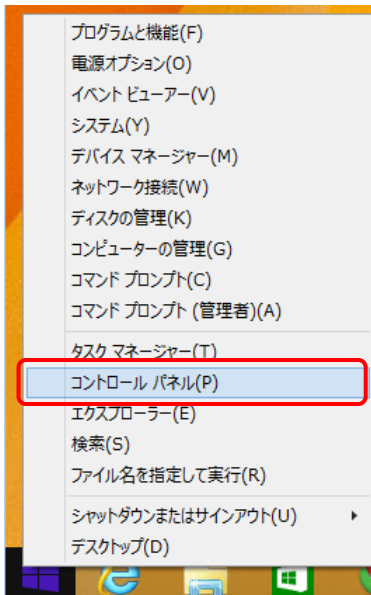 プログラムと機能(F)
電源オプション(O)
イベント ビューアー(V)
システム(Y)
デバイス マネージャー(M)
ネットワーク接続(W)
ディスクの管理(K)
コンピューターの管理(G)
コマンド プロンプト(C)
コマンド プロンプト (管理者)(A)
タスク マネージャー(T)
コントロール パネル(P)
エクスプローラー(E)
検索(S)
ファイル名を指定して実行(R)
シャットダウンまたはサインアウト(U)
デスクトップ(D)